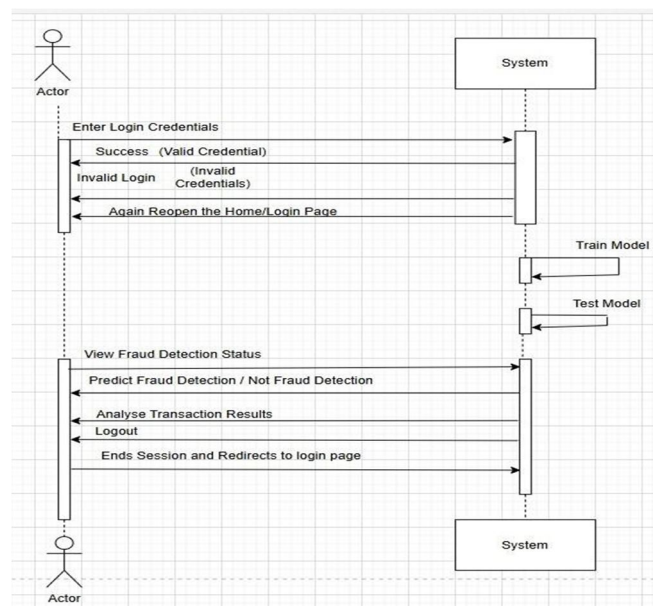 System
Actor
Enter Login Credentials
Success (Valid Credential)
Invalid Login (Invalid
Credentials)
Again Reopen the Home/Login Page
Train Model
Test Model
View Fraud Detection Status
Predict Fraud Detection / Not Fraud Detection
Analyse Transaction Results
Logout
Ends Session and Redirects to login page
System
Actor